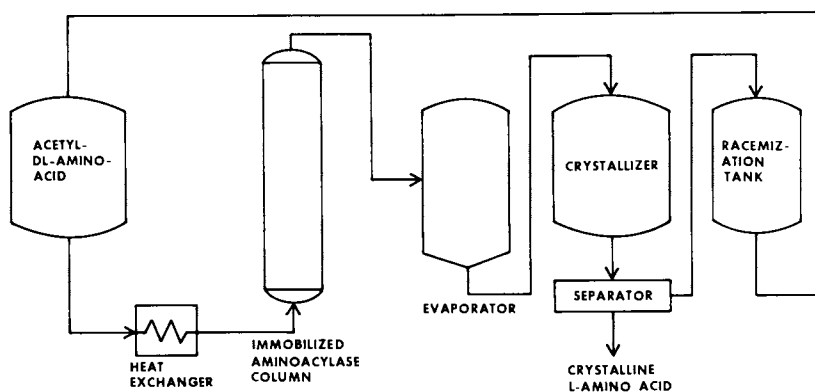 ACETYL-
DL-AMINO-
ACID
HEAT
EXCHANGER
IMMOBILIZED
AMINOACYLASE
COLUMN
EVAPORATOR
CRYSTALLIZER
SEPARATOR
CRYSTALLINE
L-AMINO ACID
RACEMIZ-
ATION
TANK